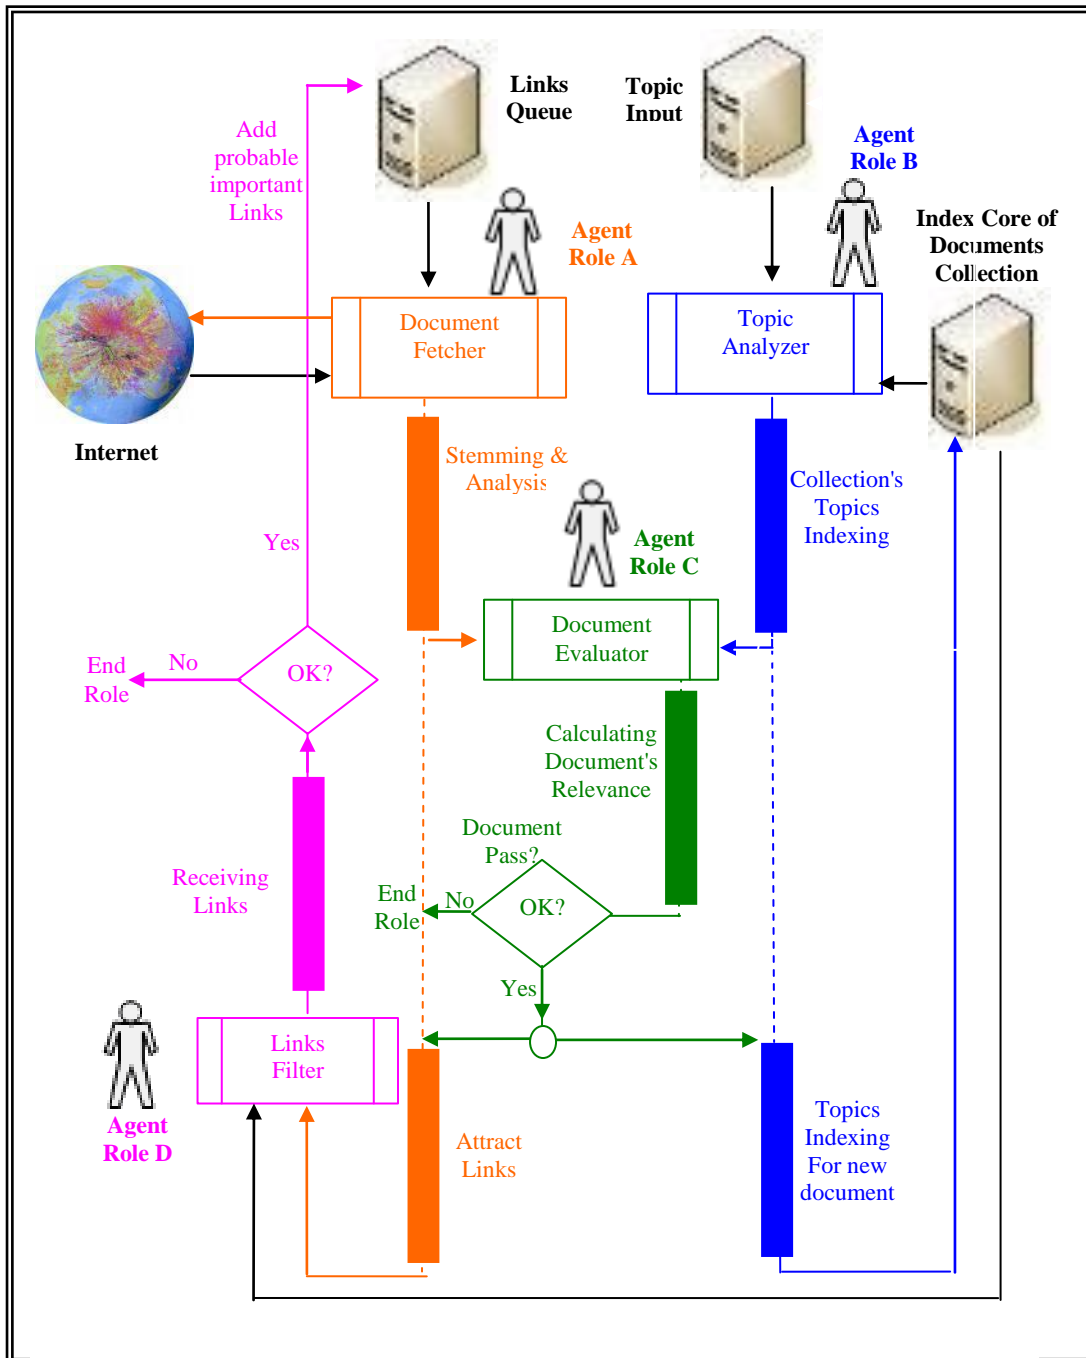 Links
Queue
Topic
Input
Add
probable
important
Links
Agent
Role B
Agent
Role A
Index Core of
Documents
Collection
Document
Fetcher
Topic
Analyzer
Internet
Stemming &
Analysis
Collection's
Topics
Indexing
Yes
Agent
Role C
Document
Evaluator
End
Role
No
OK?
Calculating
Document's
Relevance
Document
Pass?
Receiving
Links
End
Role
No
OK?
Yes
Links
Filter
Agent
Role D
Attract
Links
Topics
Indexing
For new
document